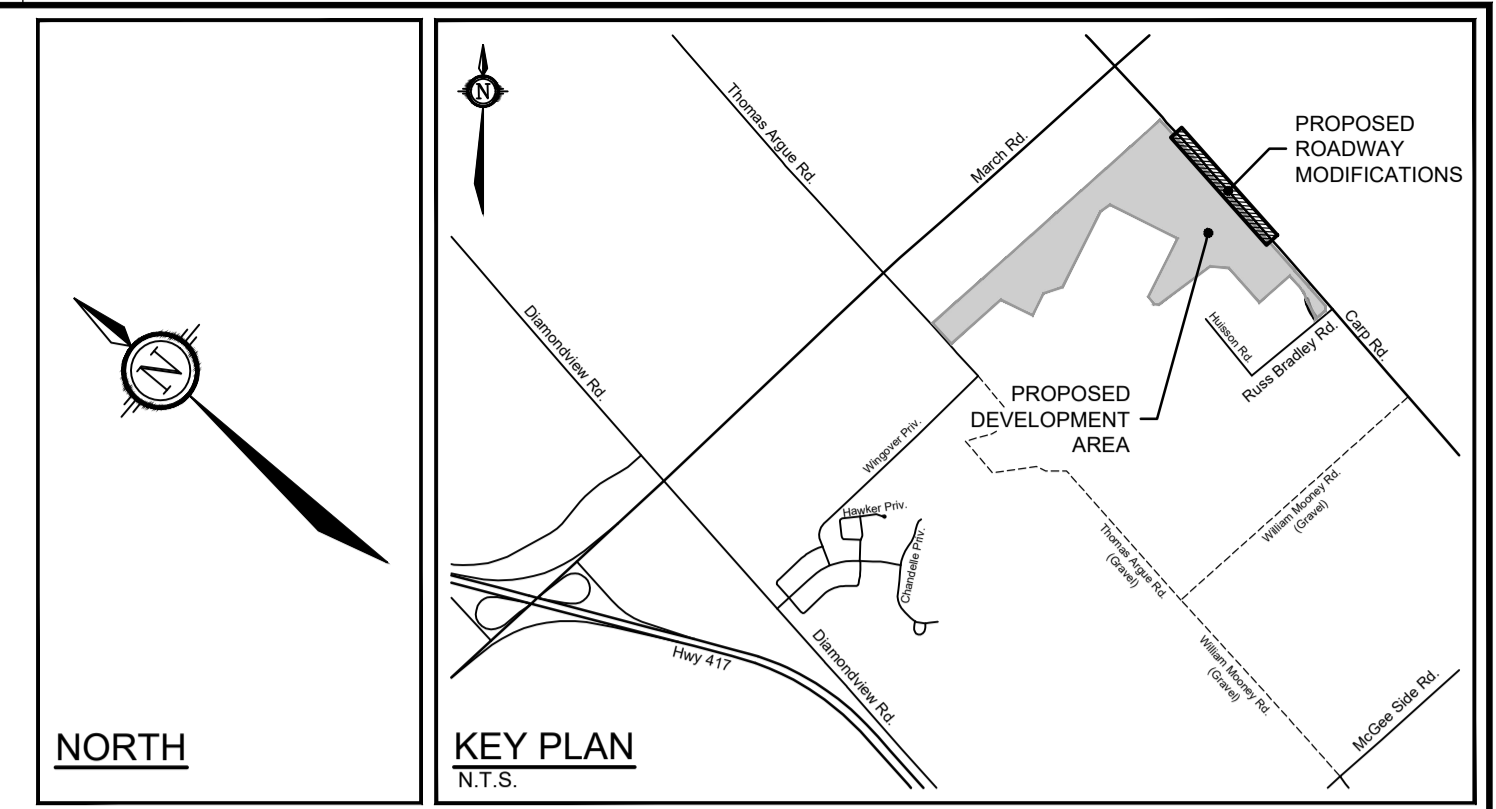 N
NORTH
N
Thomas Argue Rd.
March Rd.
PROPOSED
ROADWAY
MODIFICATIONS
Diamondview Rd.
Huisson Rd.
Russ Bradley Rd.
Carp Rd.
PROPOSED
DEVELOPMENT
AREA
Wingover Priv.
Hawker Priv.
Chandelle Priv.
Thomas Argue Rd.
(Gravel)
William Mooney Rd.
(Gravel)
Hwy 417
Diamondview Rd.
William Mooney Rd.
(Gravel)
McGee Side Rd.
KEY PLAN
N.T.S.